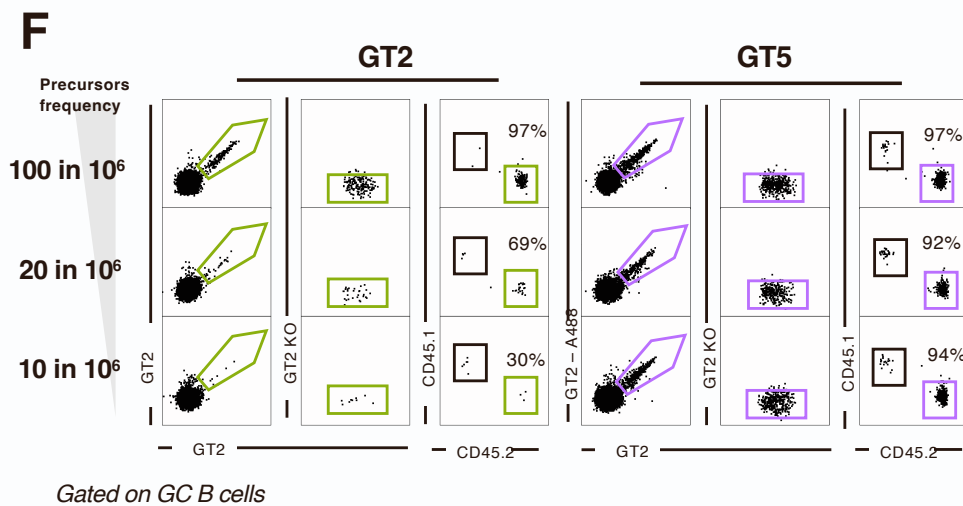 F
GT2
GT5
Precursors
frequency
100 in 10⁶
97%
97%
20 in 10⁶
69%
92%
10 in 10⁶
30%
94%
GT2
GT2 KO
CD45.1
GT2 – A488
GT2 KO
CD45.1
GT2
CD45.2
GT2
CD45.2
Gated on GC B cells